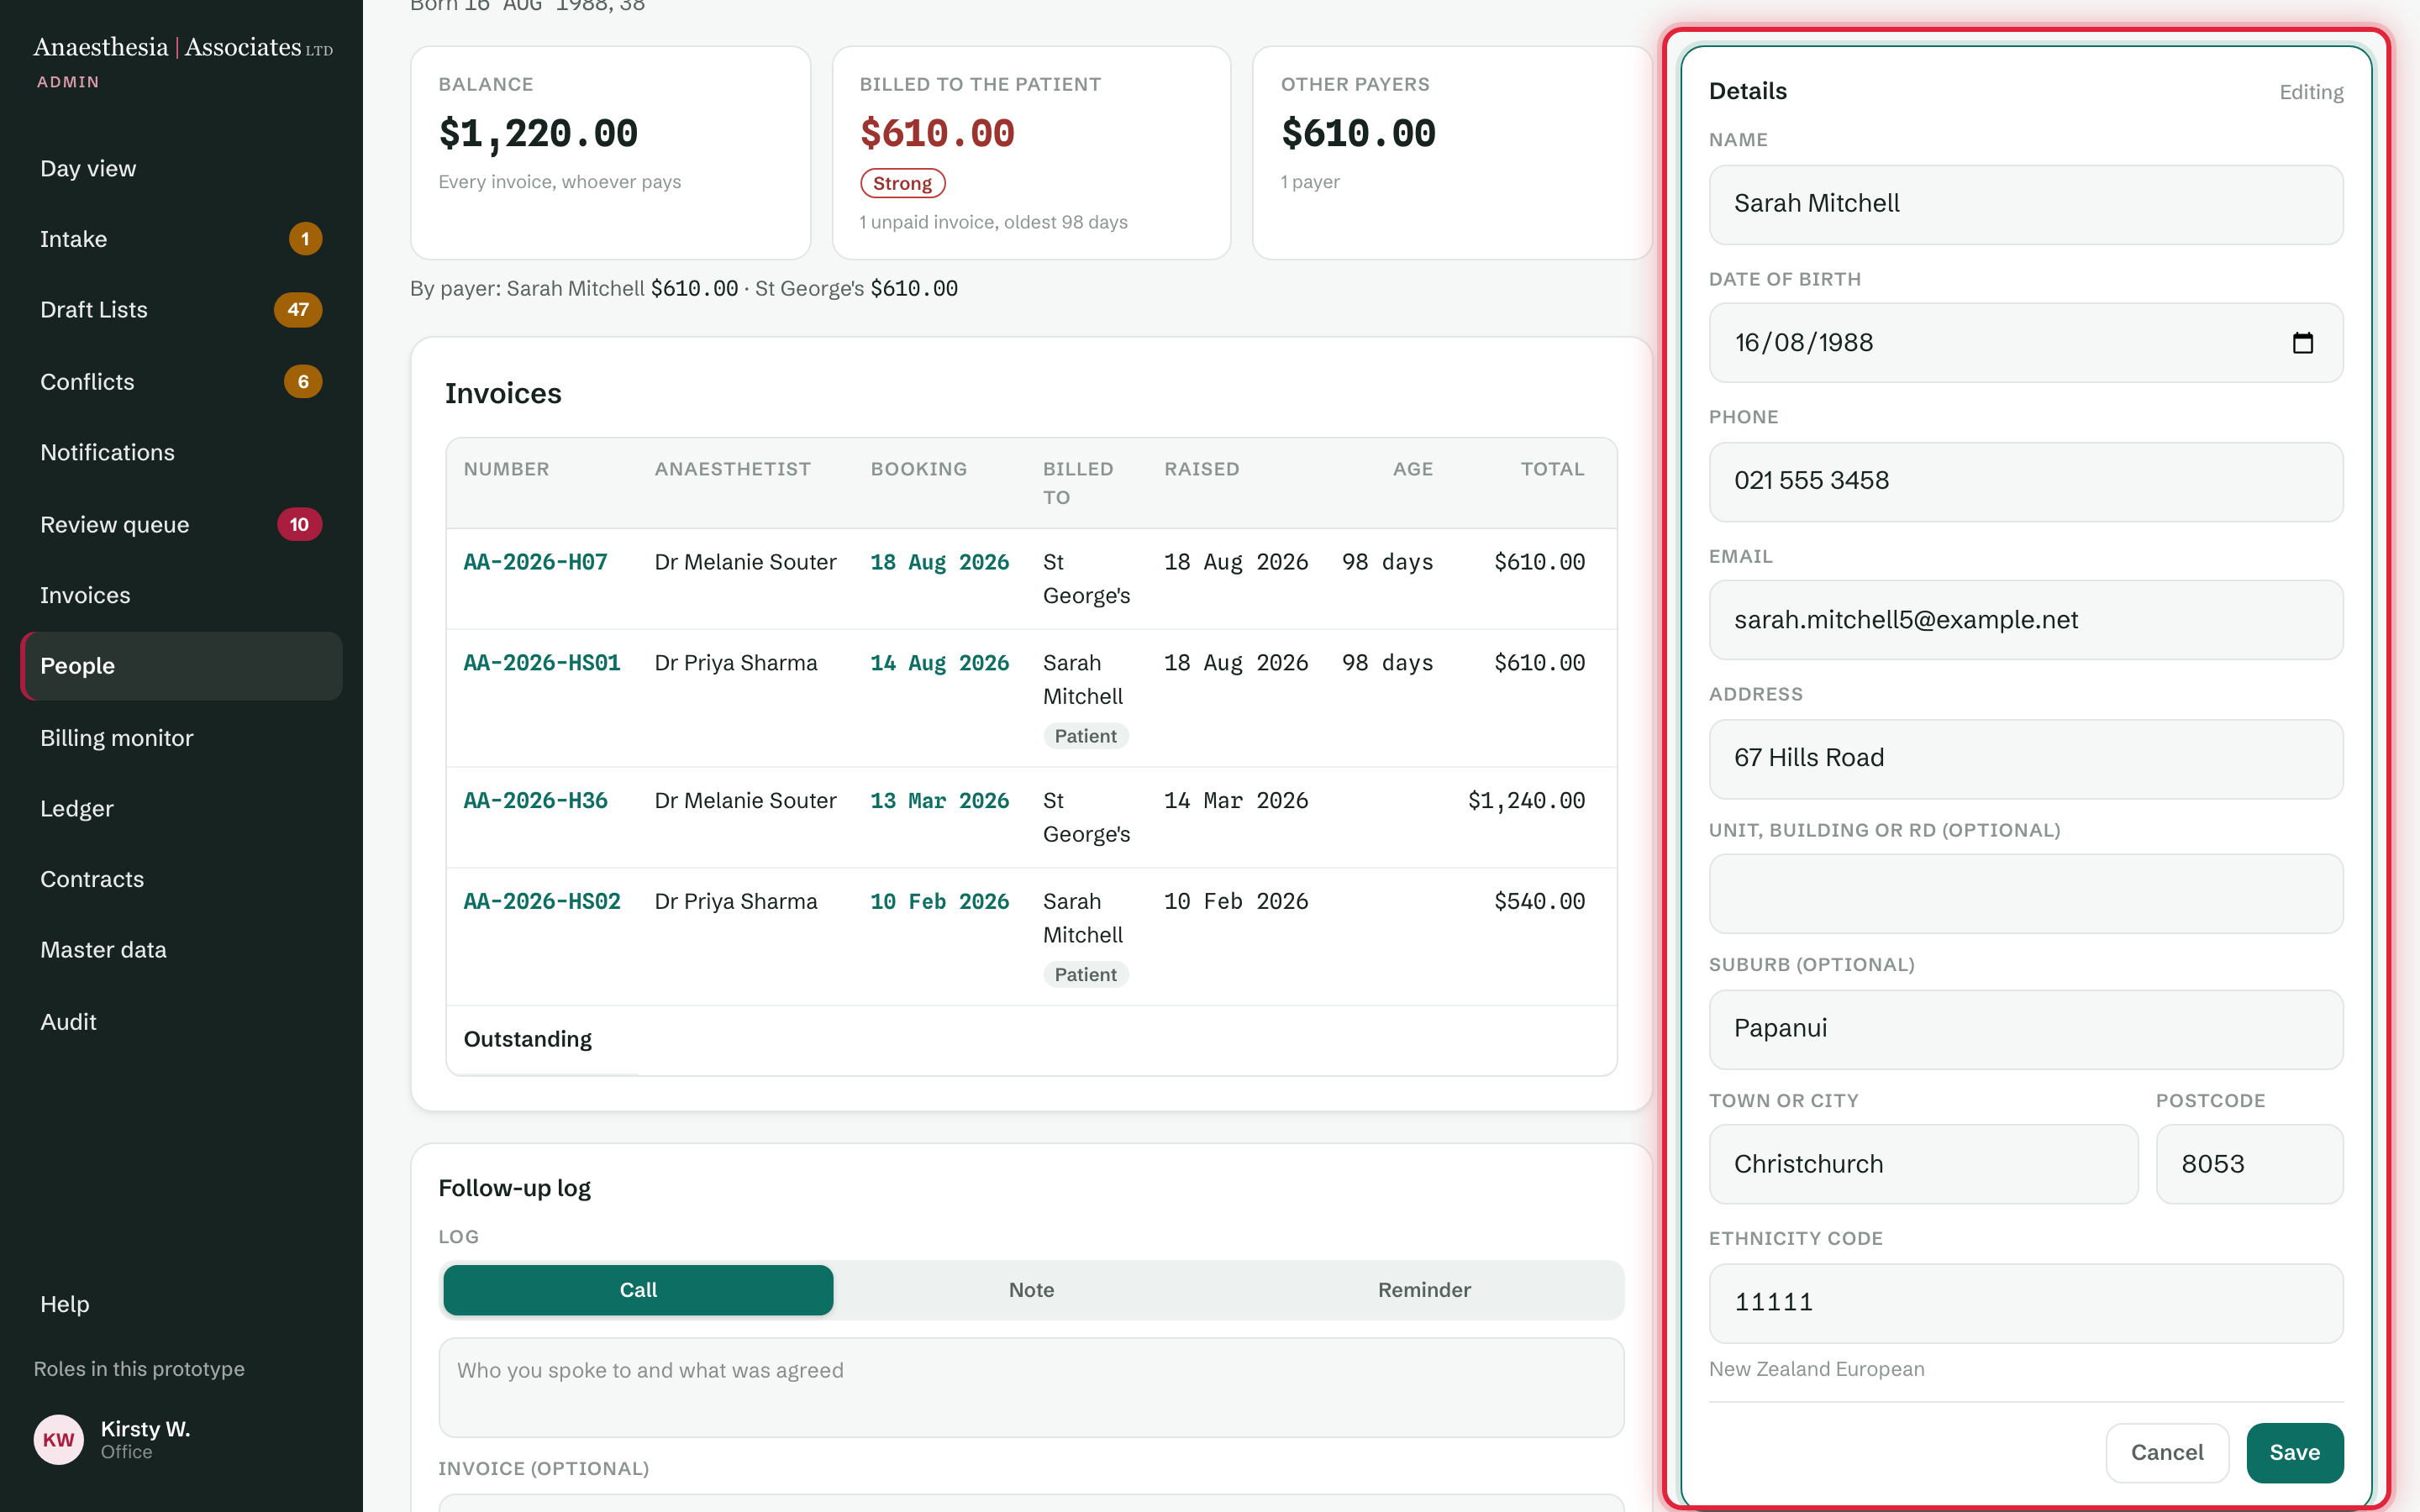 Anaesthesia | Associates LTD
ADMIN
Day view
Intake 1
Draft Lists 47
Conflicts 6
Notifications
Review queue 10
Invoices
People
Billing monitor
Ledger
Contracts
Master data
Audit
Help
Roles in this prototype
KW
Kirsty W.
Office
Born 16 AUG 1988, 38
BALANCE
$1,220.00
Every invoice, whoever pays
BILLED TO THE PATIENT
$610.00
Strong
1 unpaid invoice, oldest 98 days
OTHER PAYERS
$610.00
1 payer
By payer: Sarah Mitchell $610.00 · St George's $610.00
Invoices
NUMBER ANAESTHETIST BOOKING BILLED TO RAISED AGE TOTAL
AA-2026-H07 Dr Melanie Souter 18 Aug 2026 St George's 18 Aug 2026 98 days $610.00
AA-2026-HS01 Dr Priya Sharma 14 Aug 2026 Sarah Mitchell 18 Aug 2026 98 days $610.00
Patient
AA-2026-H36 Dr Melanie Souter 13 Mar 2026 St George's 14 Mar 2026 $1,240.00
AA-2026-HS02 Dr Priya Sharma 10 Feb 2026 Sarah Mitchell 10 Feb 2026 $540.00
Patient
Outstanding
Follow-up log
LOG
Call Note Reminder
Who you spoke to and what was agreed
INVOICE (OPTIONAL)
Details Editing
NAME
Sarah Mitchell
DATE OF BIRTH
16/08/1988
PHONE
021 555 3458
EMAIL
sarah.mitchell5@example.net
ADDRESS
67 Hills Road
UNIT, BUILDING OR RD (OPTIONAL)
SUBURB (OPTIONAL)
Papanui
TOWN OR CITY POSTCODE
Christchurch 8053
ETHNICITY CODE
11111
New Zealand European
Cancel Save